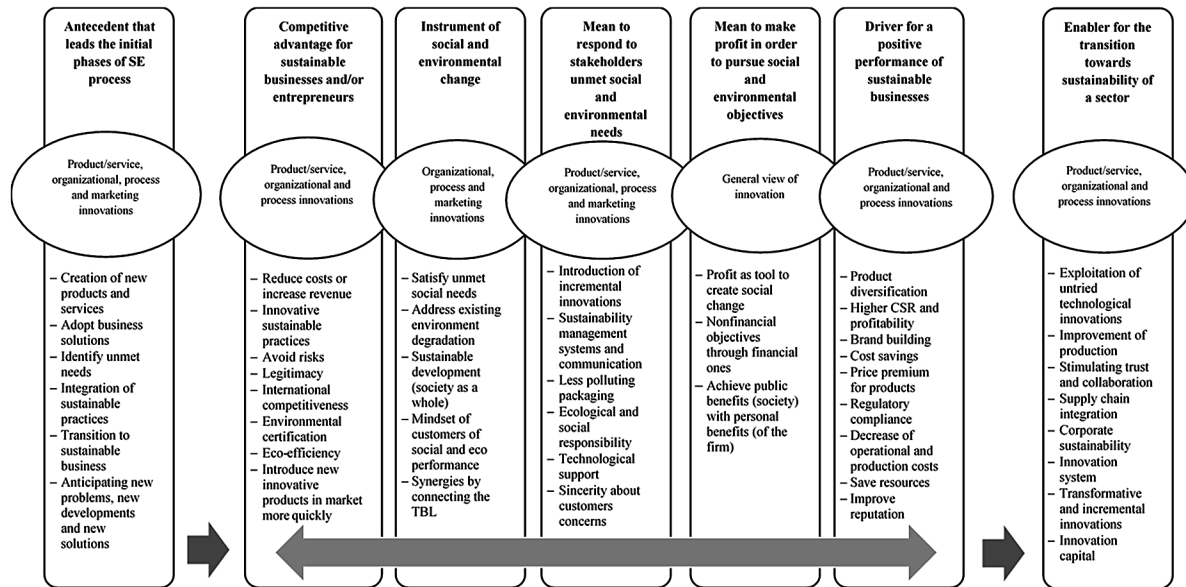 Antecedent that
leads the initial
phases of SE
process
Product/service,
organizational, process
and marketing
innovations
– Creation of new
products and
services
– Adopt business
solutions
– Identify unmet
needs
– Integration of
sustainable
practices
– Transition to
sustainable
business
– Anticipating new
problems, new
developments
and new
solutions
Competitive
advantage for
sustainable
businesses and/or
entrepreneurs
Product/service,
organizational and
process innovations
– Reduce costs or
increase revenue
– Innovative
sustainable
practices
– Avoid risks
– Legitimacy
– International
competitiveness
– Environmental
certification
– Eco-efficiency
– Introduce new
innovative
products in market
more quickly
Instrument of
social and
environmental
change
Organizational,
process and
marketing
innovations
– Satisfy unmet
social needs
– Address existing
environment
degradation
– Sustainable
development
(society as a
whole)
– Mindset of
customers of
social and eco
performance
– Synergies by
connecting the
TBL
Mean to
respond to
stakeholders
unmet social
and
environmental
needs
Product/service,
organizational, process
and marketing
innovations
– Introduction of
incremental
innovations
– Sustainability
management
systems and
communication
– Less polluting
packaging
– Ecological and
social
responsibility
– Technological
support
– Sincerity about
customers
concerns
Mean to make
profit in order
to pursue social
and
environmental
objectives
General view of
innovation
– Profit as tool to
create social
change
– Nonfinancial
objectives
through financial
ones
– Achieve public
benefits (society)
with personal
benefits (of the
firm)
Driver for a
positive
performance of
sustainable
businesses
Product/service,
organizational and
process innovations
– Product
diversification
– Higher CSR and
profitability
– Brand building
– Cost savings
– Price premium
for products
– Regulatory
compliance
– Decrease of
operational and
production costs
– Save resources
– Improve
reputation
Enabler for the
transition
towards
sustainability of
a sector
Product/service,
organizational and
process innovations
– Exploitation of
untried
technological
innovations
– Improvement of
production
– Stimulating trust
and collaboration
– Supply chain
integration
– Corporate
sustainability
– Innovation
system
– Transformative
and incremental
innovations
– Innovation
capital